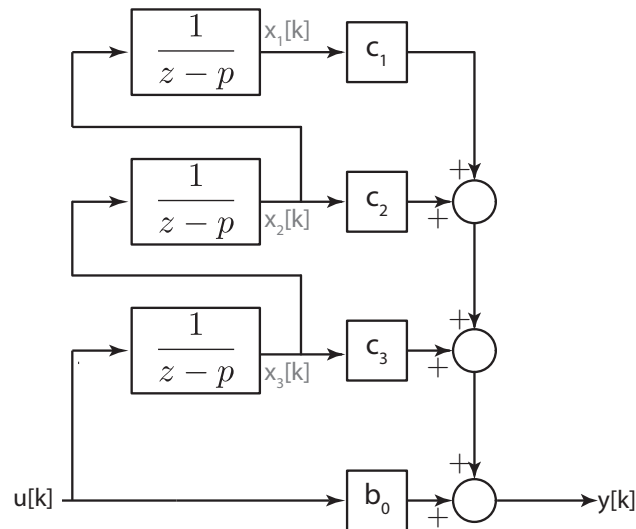 1
z − p
x₁[k]
c₁
+
1
z − p
x₂[k]
c₂
+
+
1
z − p
x₃[k]
c₃
+
+
u[k]
b₀
+
y[k]